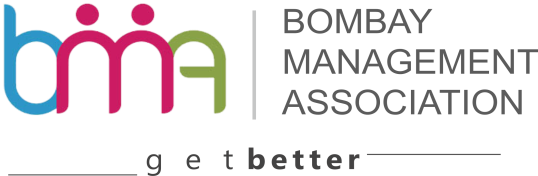 bma
BOMBAY
MANAGEMENT
ASSOCIATION
get better